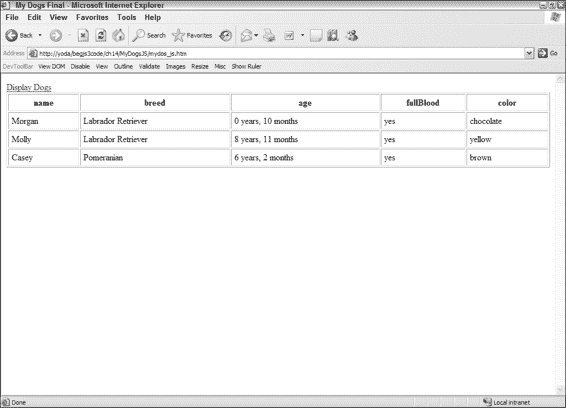 My Dogs Final - Microsoft Internet Explorer
File Edit View Favorites Tools Help
Back Search Favorites
Address http://yoda/begjs3code/ch14/MyDogsJS/mydos_js.htm Go
DevToolBar View DOM Disable View Outline Validate Images Resize Misc Show Ruler
Display Dogs
name breed age fullBlood color
Morgan Labrador Retriever 0 years, 10 months yes chocolate
Molly Labrador Retriever 8 years, 11 months yes yellow
Casey Pomeranian 6 years, 2 months yes brown
Done Local intranet